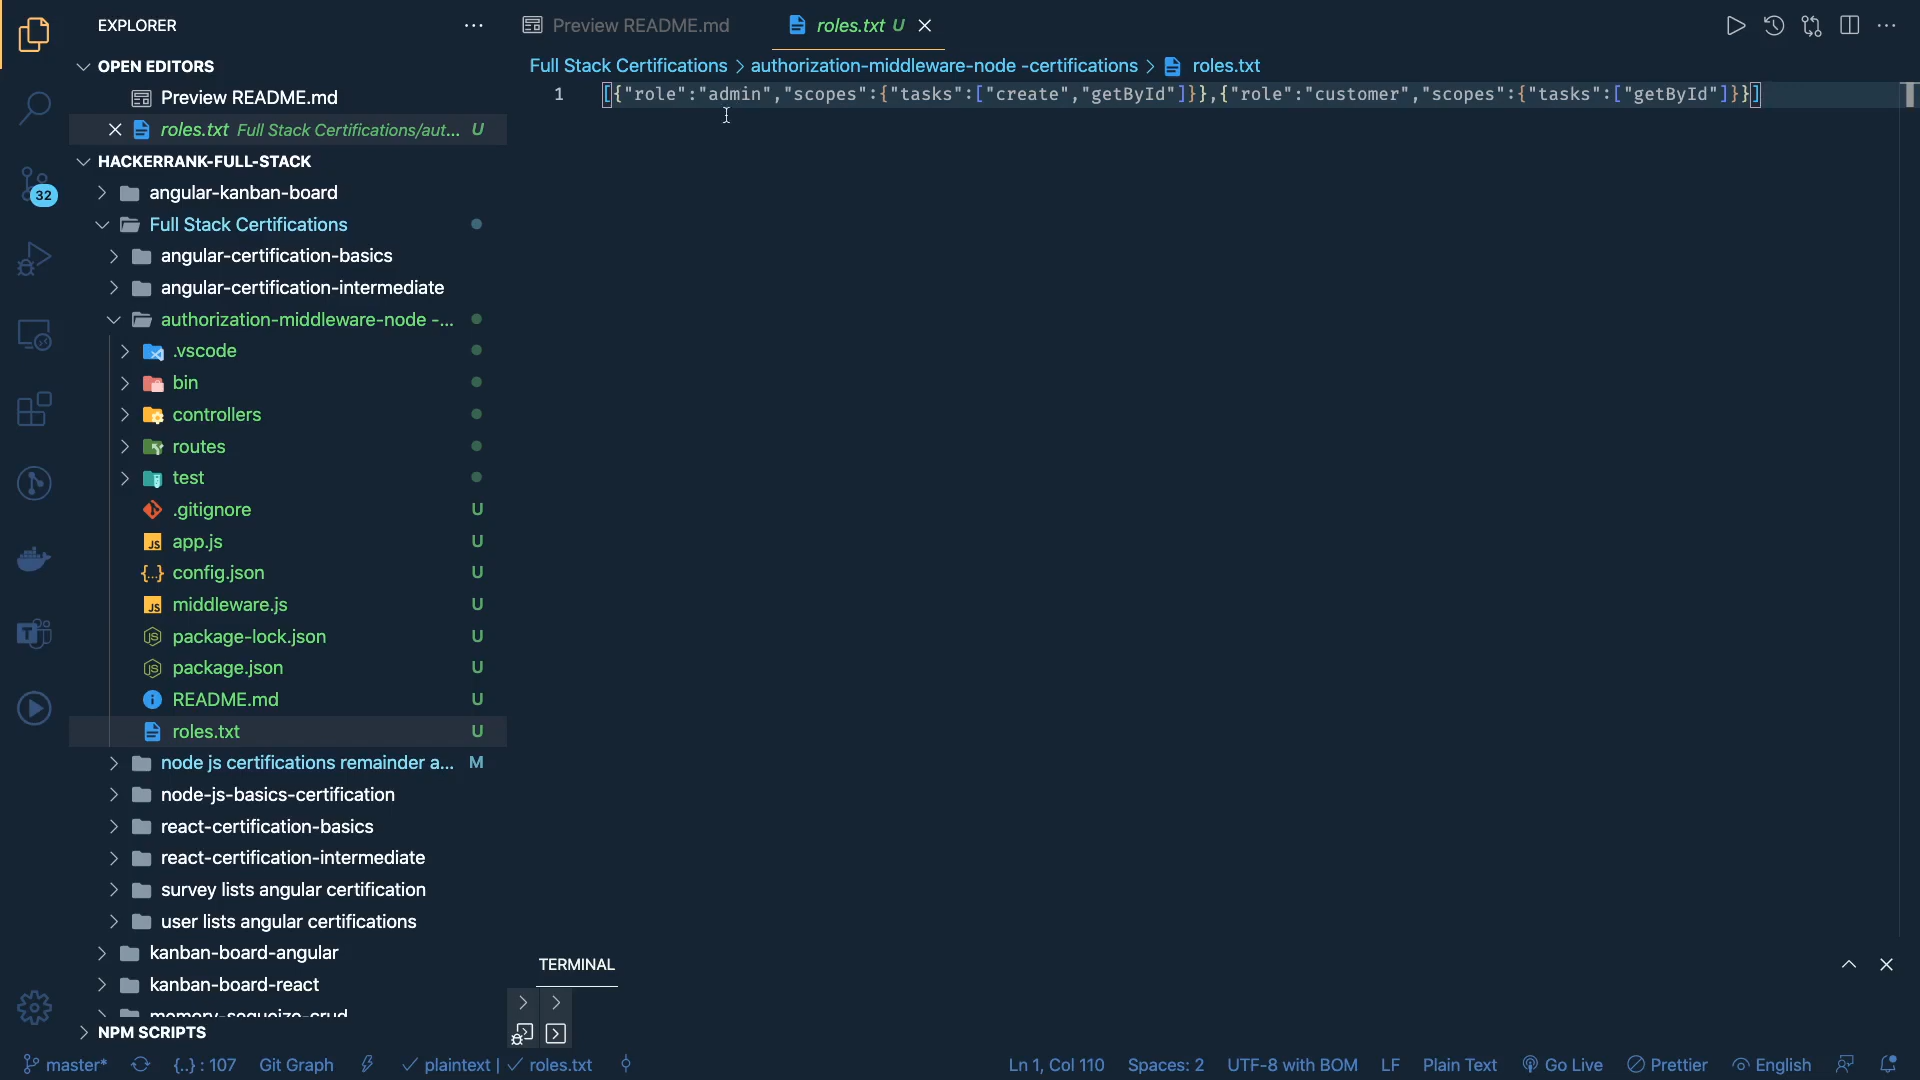 EXPLORER
Preview README.md
roles.txt U
OPEN EDITORS
Preview README.md
roles.txt Full Stack Certifications/aut... U
HACKERRANK-FULL-STACK
angular-kanban-board
Full Stack Certifications
angular-certification-basics
angular-certification-intermediate
authorization-middleware-node -...
.vscode
bin
controllers
routes
test
.gitignore U
app.js U
config.json U
middleware.js U
package-lock.json U
package.json U
README.md U
roles.txt U
node js certifications remainder a... M
node-js-basics-certification
react-certification-basics
react-certification-intermediate
survey lists angular certification
user lists angular certifications
kanban-board-angular
kanban-board-react
NPM SCRIPTS
32
Full Stack Certifications > authorization-middleware-node -certifications > roles.txt
1 [{"role":"admin","scopes":{"tasks":["create","getById"]}},{"role":"customer","scopes":{"tasks":["getById"]}}]
TERMINAL
master* {..} : 107 Git Graph plaintext | roles.txt Ln 1, Col 110 Spaces: 2 UTF-8 with BOM LF Plain Text Go Live Prettier English